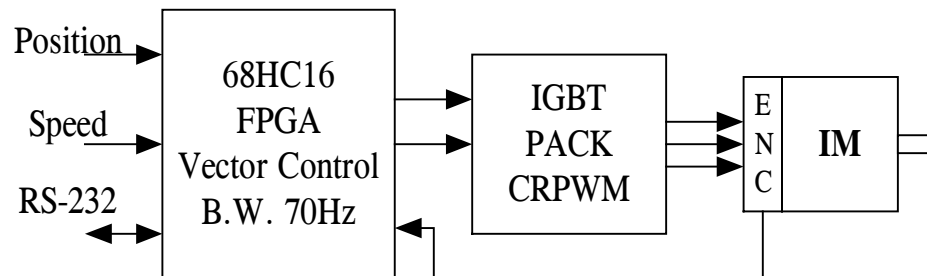 Position
Speed
RS-232
68HC16
FPGA
Vector Control
B.W. 70Hz
IGBT
PACK
CRPWM
E
N
C
IM